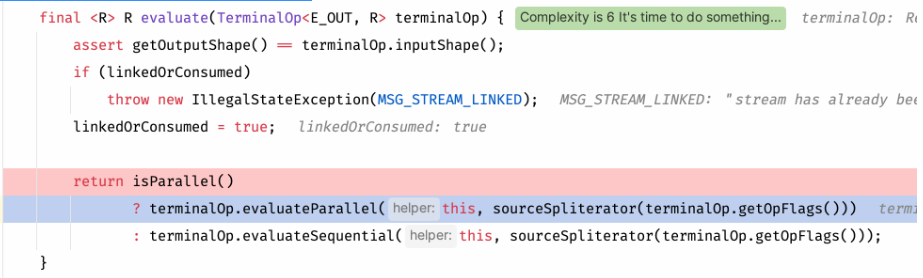 final <R> R evaluate(TerminalOp<E_OUT, R> terminalOp) { Complexity is 6 It's time to do something... terminalOp:
assert getOutputShape() == terminalOp.inputShape();
if (linkedOrConsumed)
throw new IllegalStateException(MSG_STREAM_LINKED); MSG_STREAM_LINKED: "stream has already
linkedOrConsumed = true; linkedOrConsumed: true
return isParallel()
? terminalOp.evaluateParallel( helper: this, sourceSpliterator(terminalOp.getOpFlags()))
: terminalOp.evaluateSequential( helper: this, sourceSpliterator(terminalOp.getOpFlags()));
}